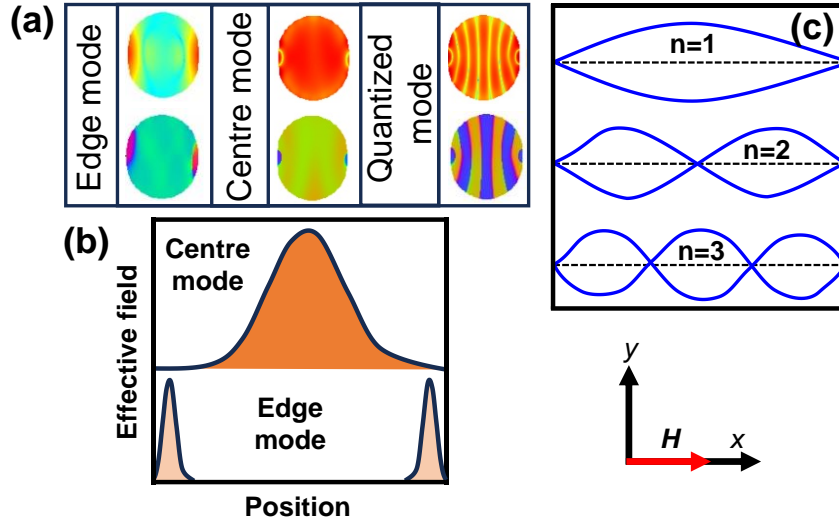 (a)
Edge mode
Centre mode
Quantized
mode
(b)
Centre
mode
Edge
mode
Effective field
Position
(c)
n=1
n=2
n=3
y
H
x